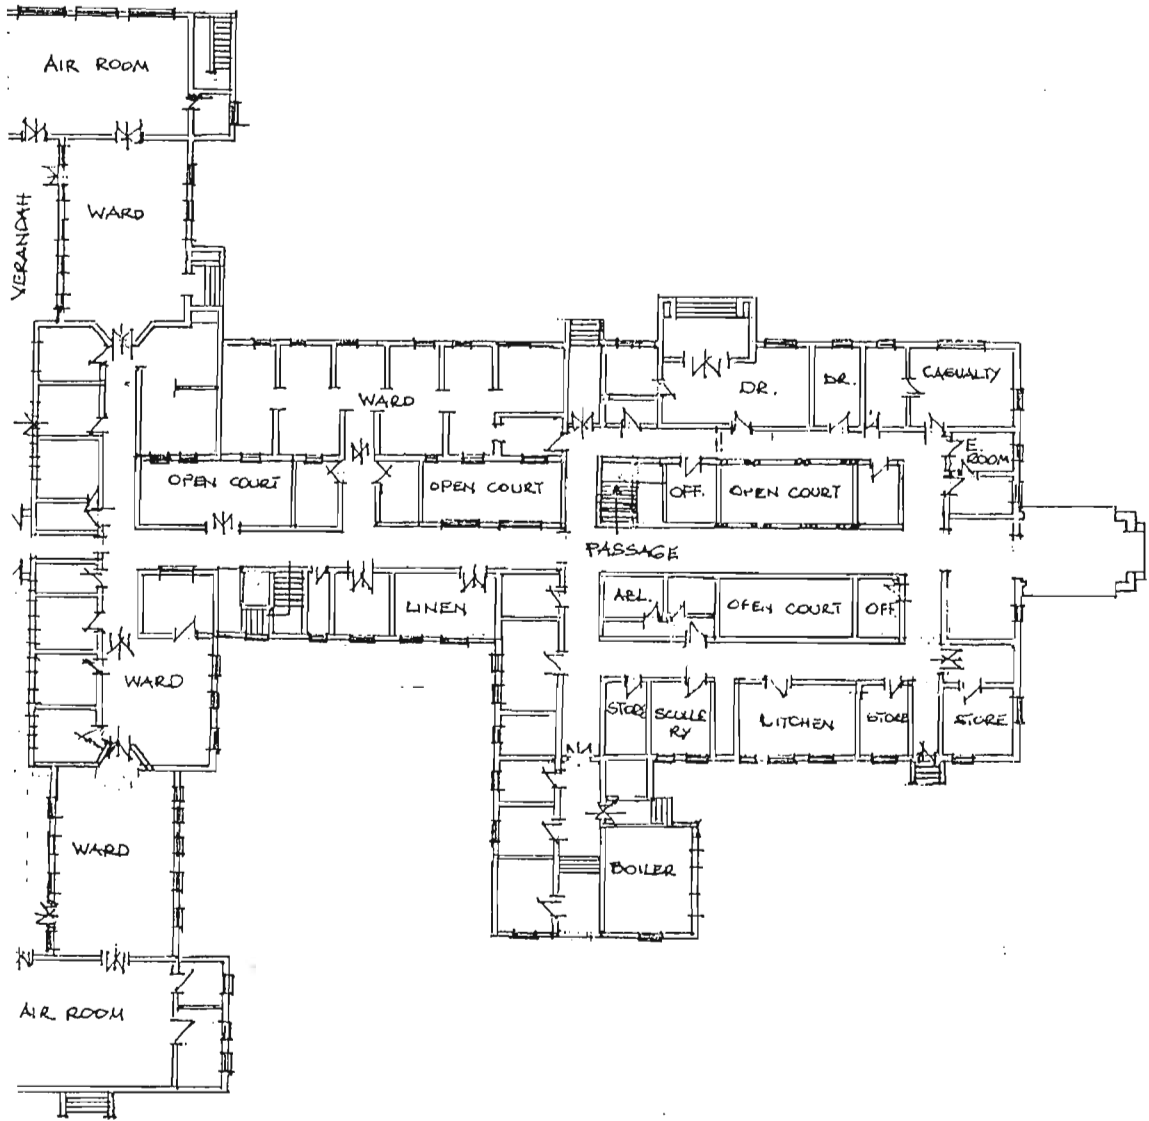 AIR ROOM
VERANDAH
WARD
WARD
DR.
DR.
CASUALTY
E
ROOM
OPEN COURT
OPEN COURT
OFF.
OPEN COURT
PASSAGE
LINEN
OPEN COURT
OFF
WARD
STORE
SCULLE
RY
KITCHEN
STORE
STORE
WARD
BOILER
AIR ROOM